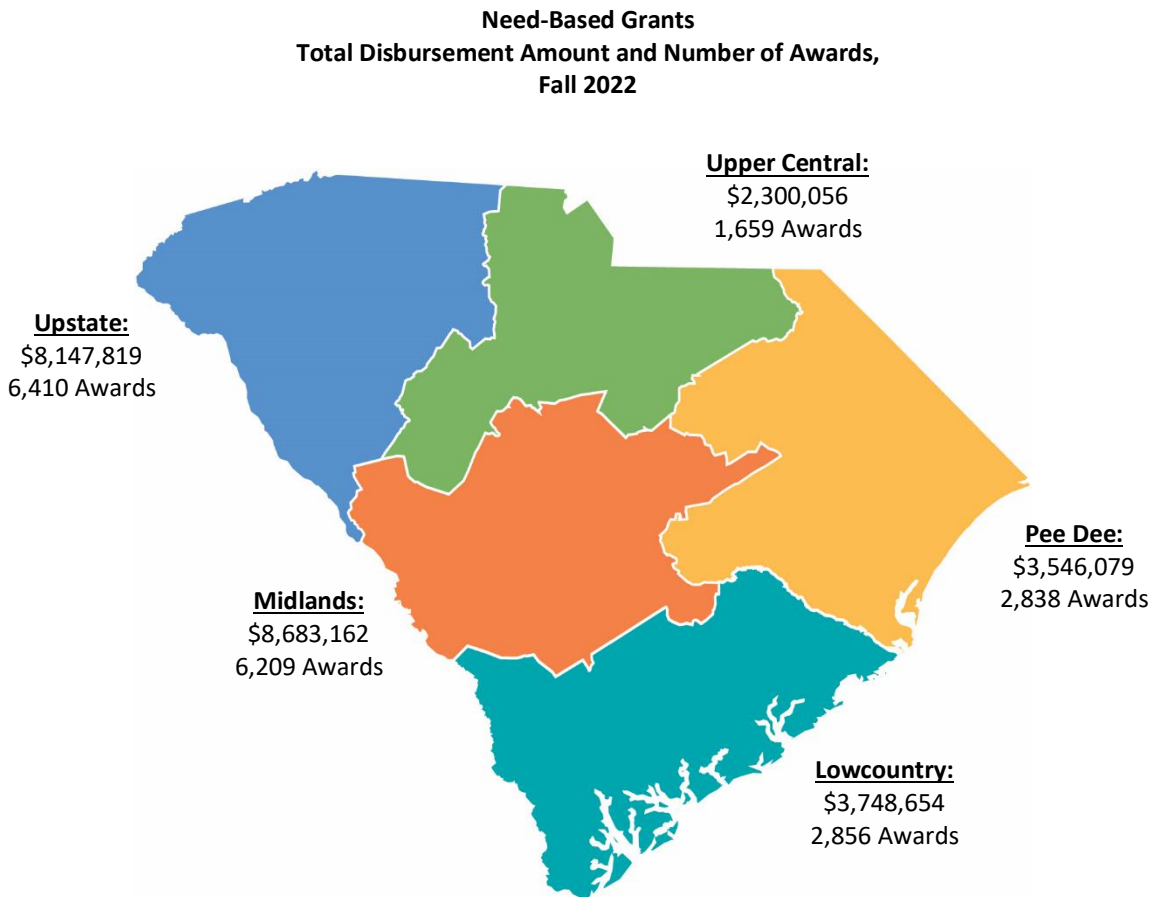 Need-Based Grants
Total Disbursement Amount and Number of Awards,
Fall 2022
Upper Central:
$2,300,056
1,659 Awards
Upstate:
$8,147,819
6,410 Awards
Pee Dee:
$3,546,079
2,838 Awards
Midlands:
$8,683,162
6,209 Awards
Lowcountry:
$3,748,654
2,856 Awards